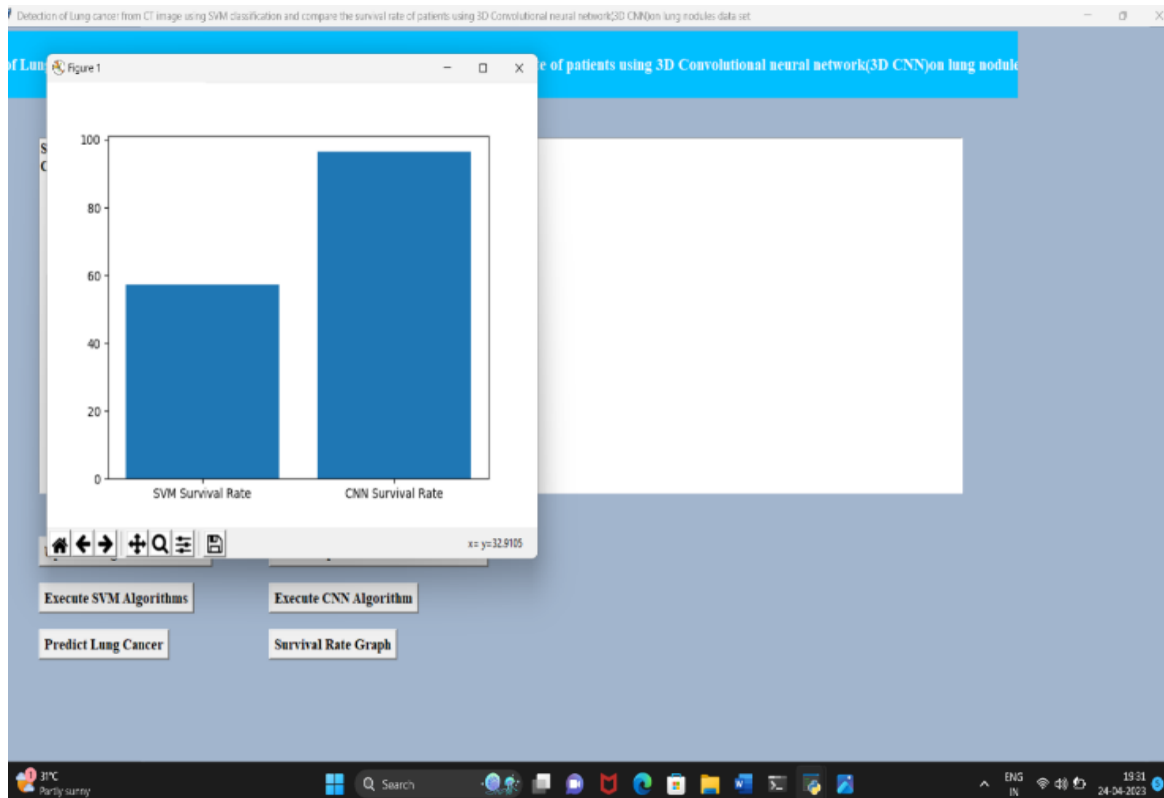 Detection of Lung cancer from CT image using SVM classification and compare the survival rate of patients using 3D Convolutional neural network(3D CNN)on lung nodules data set
of Lun
e of patients using 3D Convolutional neural network(3D CNN)on lung nodule
Figure 1
S
C
100
80
60
40
20
0
SVM Survival Rate
CNN Survival Rate
x= y=32.9105
Execute SVM Algorithms
Execute CNN Algorithm
Predict Lung Cancer
Survival Rate Graph
1
31°C
Partly sunny
Search
ENG
IN
19:31
24-04-2023